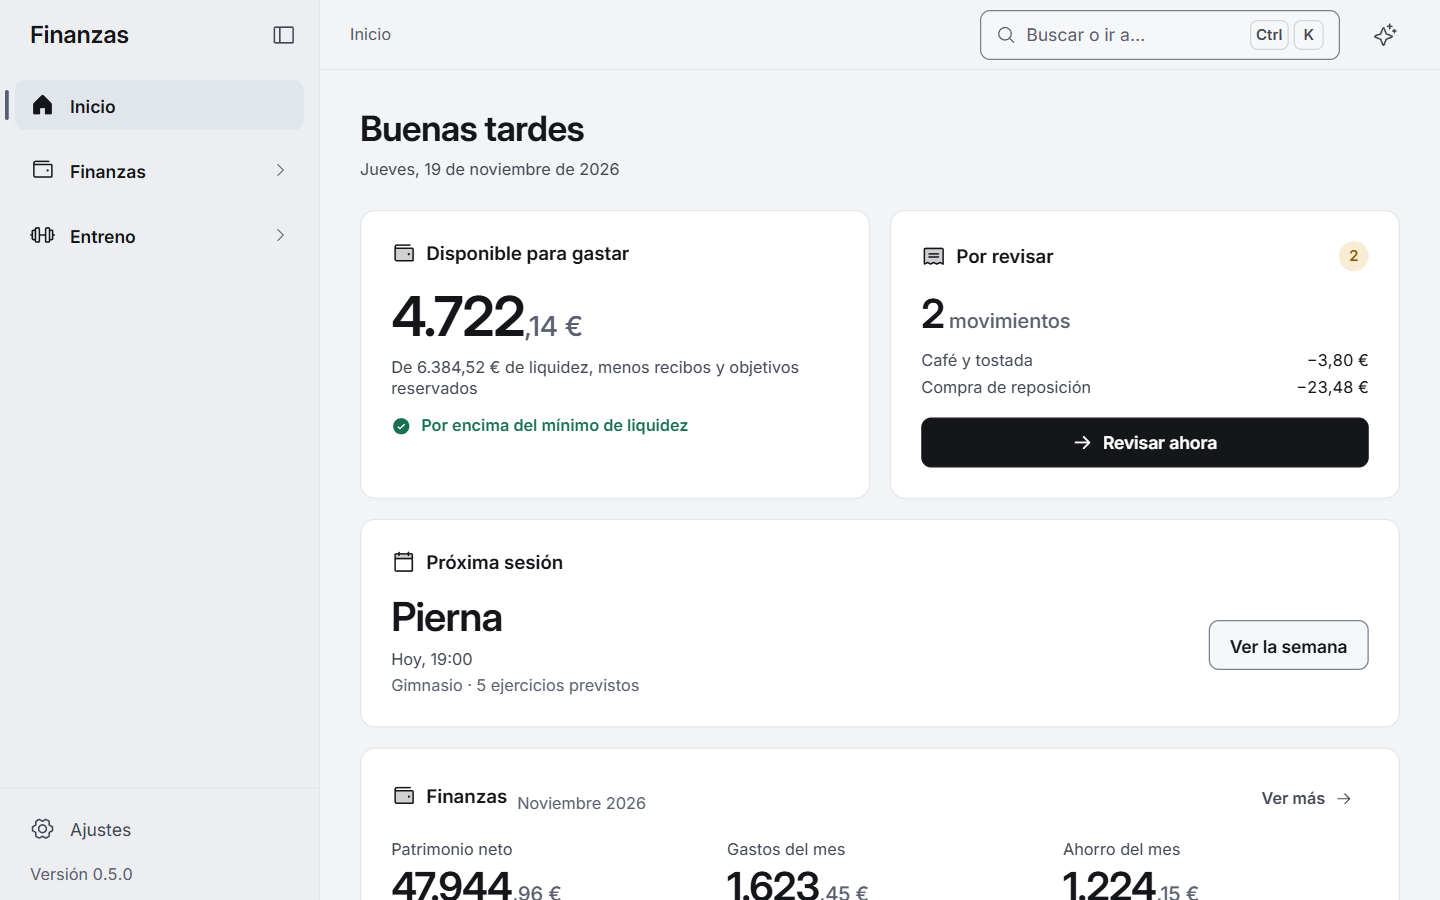 Finanzas
Inicio
Finanzas
Entreno
Ajustes
Versión 0.5.0
Inicio
Buscar o ir a...
Ctrl
K
Buenas tardes
Jueves, 19 de noviembre de 2026
Disponible para gastar
4.722,14 €
De 6.384,52 € de liquidez, menos recibos y objetivos
reservados
Por encima del mínimo de liquidez
Por revisar
2
2 movimientos
Café y tostada −3,80 €
Compra de reposición −23,48 €
Revisar ahora
Próxima sesión
Pierna
Hoy, 19:00
Gimnasio · 5 ejercicios previstos
Ver la semana
Finanzas Noviembre 2026
Ver más
Patrimonio neto
47.944,96 €
Gastos del mes
1.623,45 €
Ahorro del mes
1.224,15 €